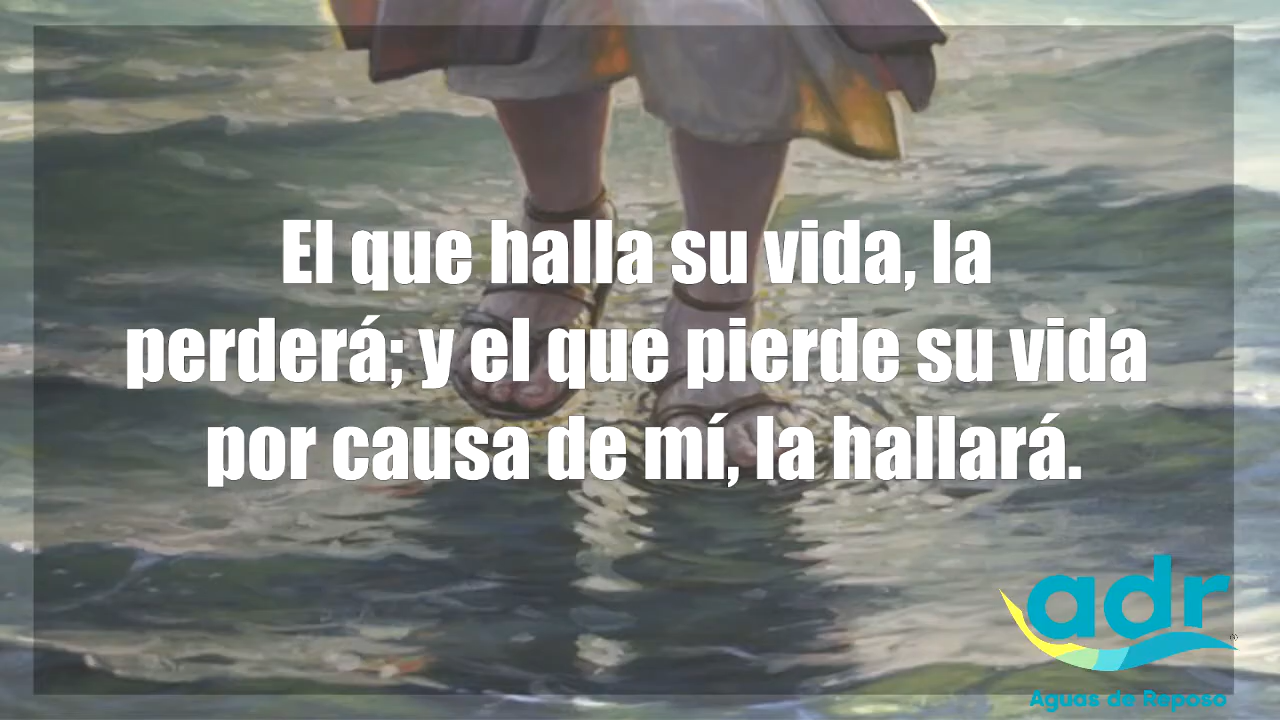 El que halla su vida, la
perderá; y el que pierde su vida
por causa de mí, la hallará.
adr
®
Aguas de Reposo